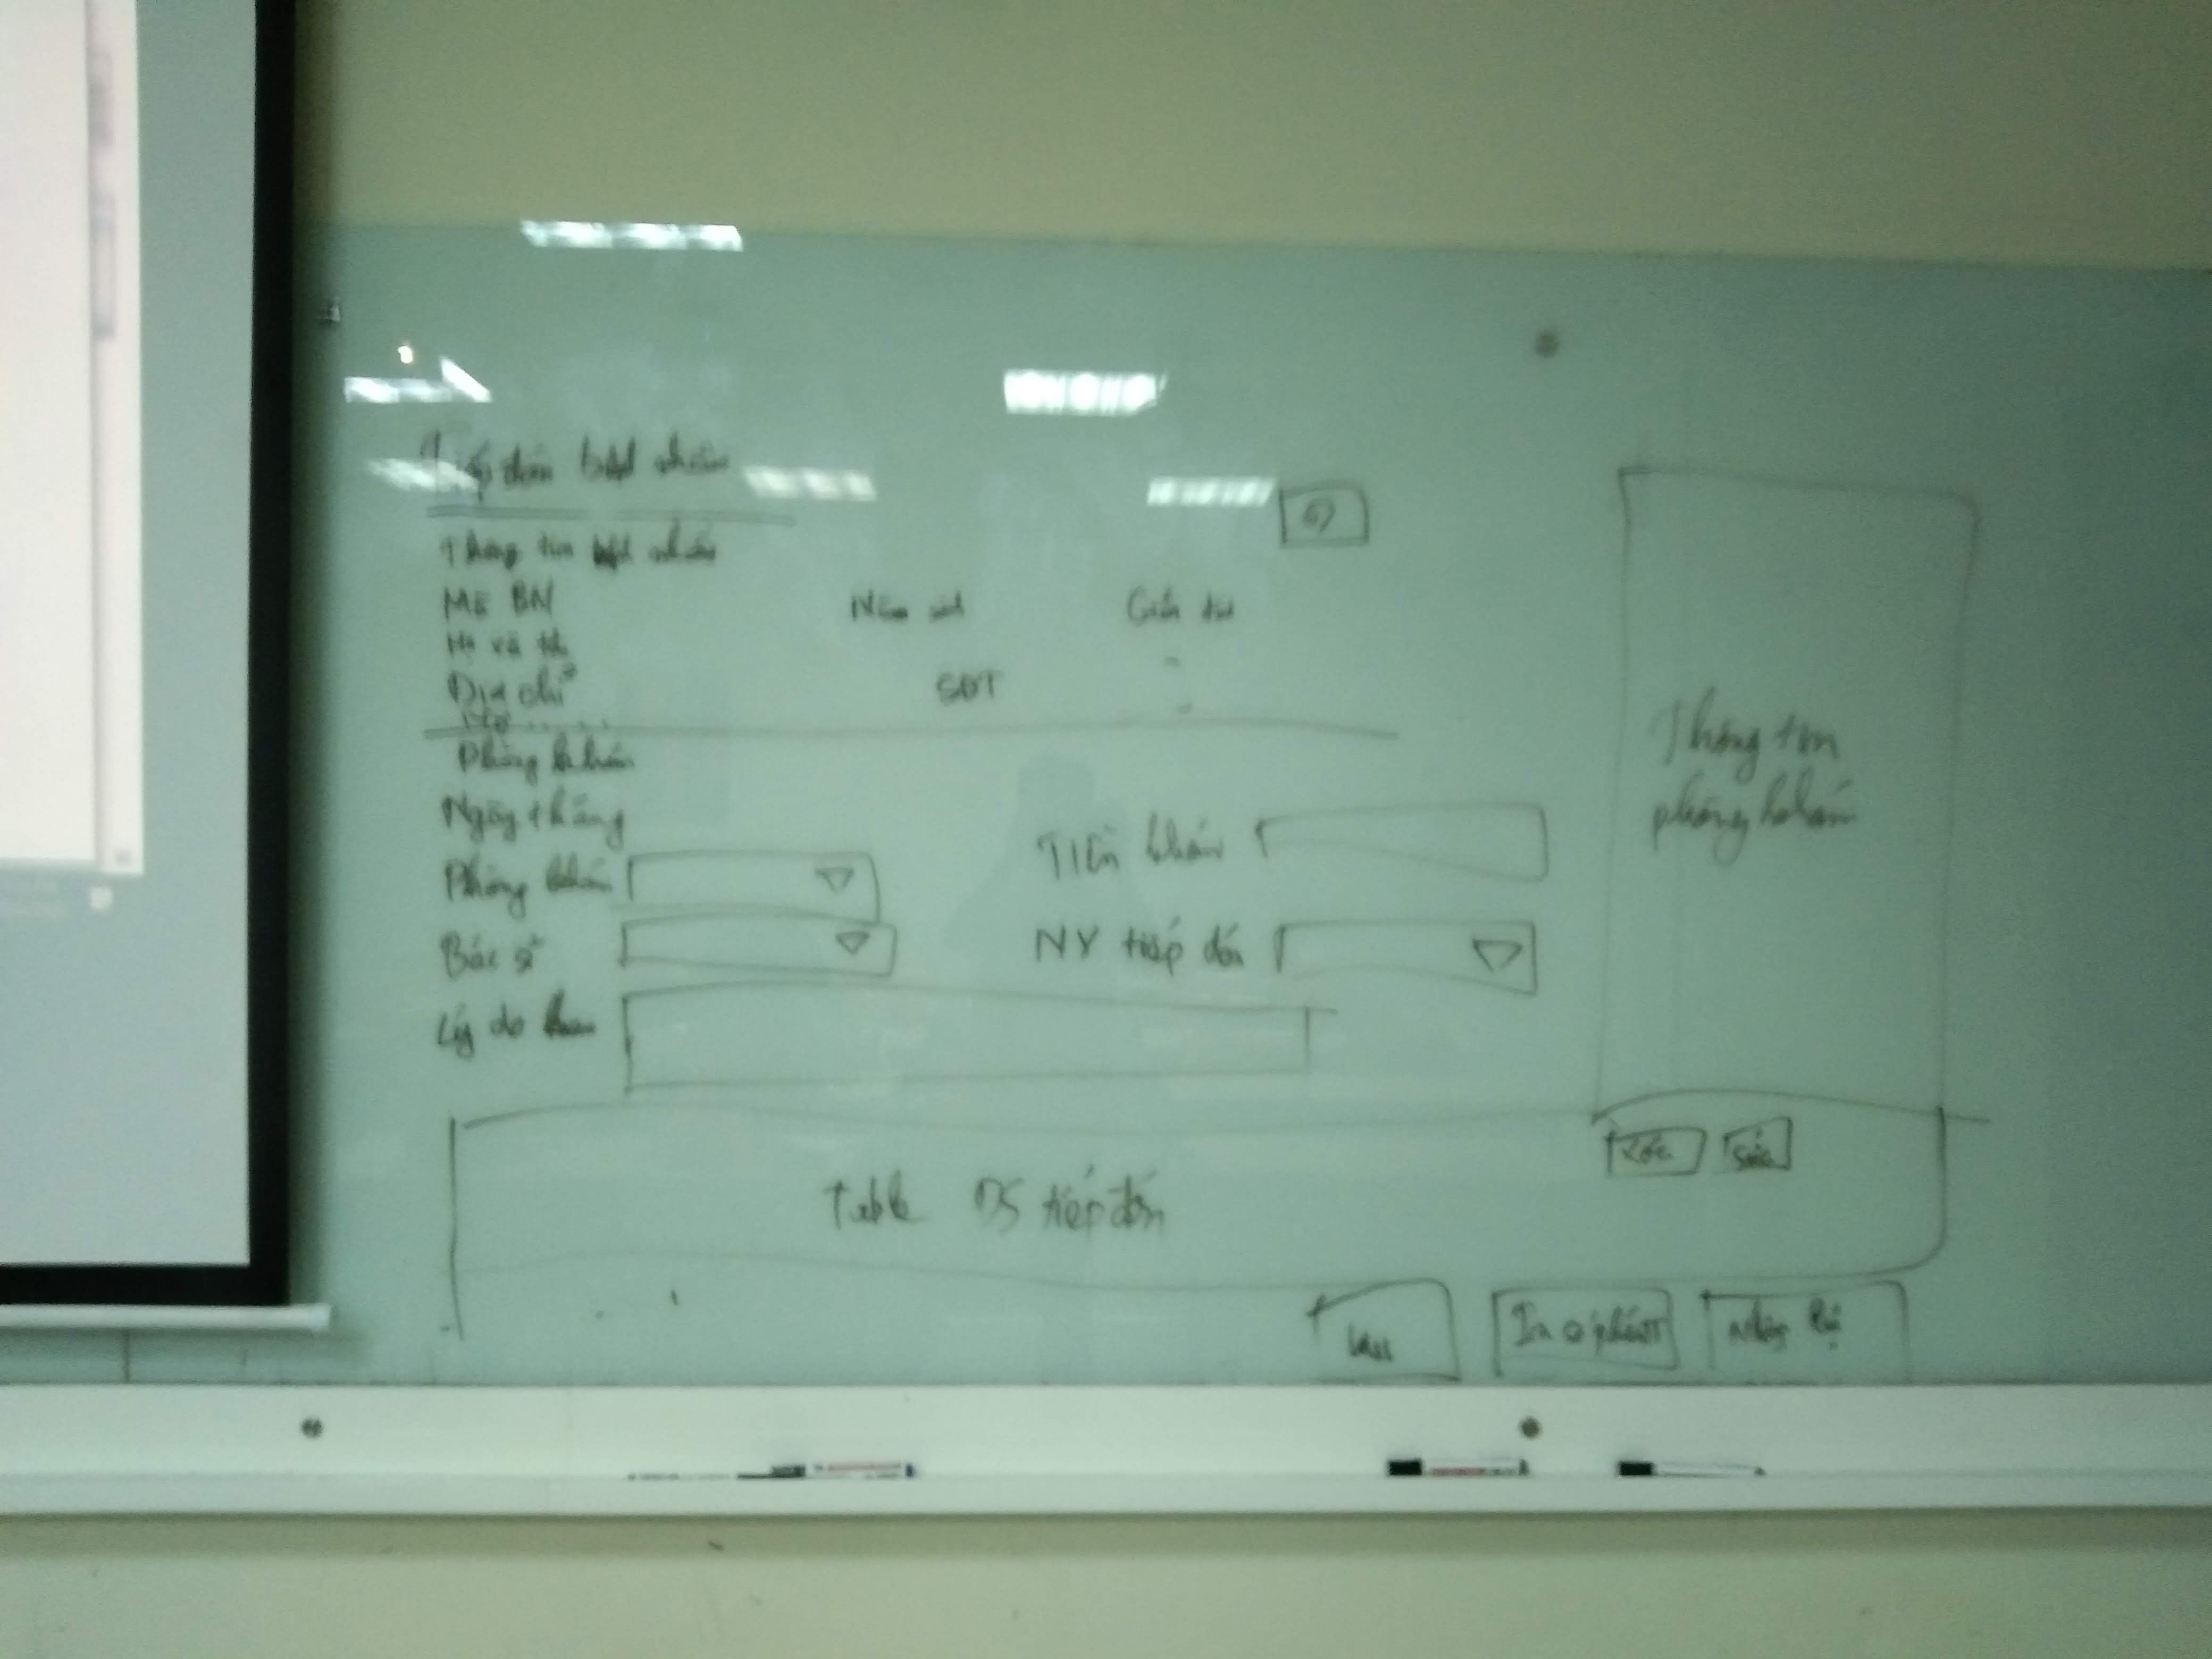 Tiếp đón bệnh nhân
Thông tin bệnh nhân
Mã BN Năm sinh Giới tính
Họ và tên
Địa chỉ SĐT
Phòng khám
Ngày tháng
Phòng khám Tiền khám
Bác sĩ NV tiếp đón
Lý do khám
Thông tin
phòng khám
Xóa Sửa
Table DS tiếp đón
Lưu In phiếu